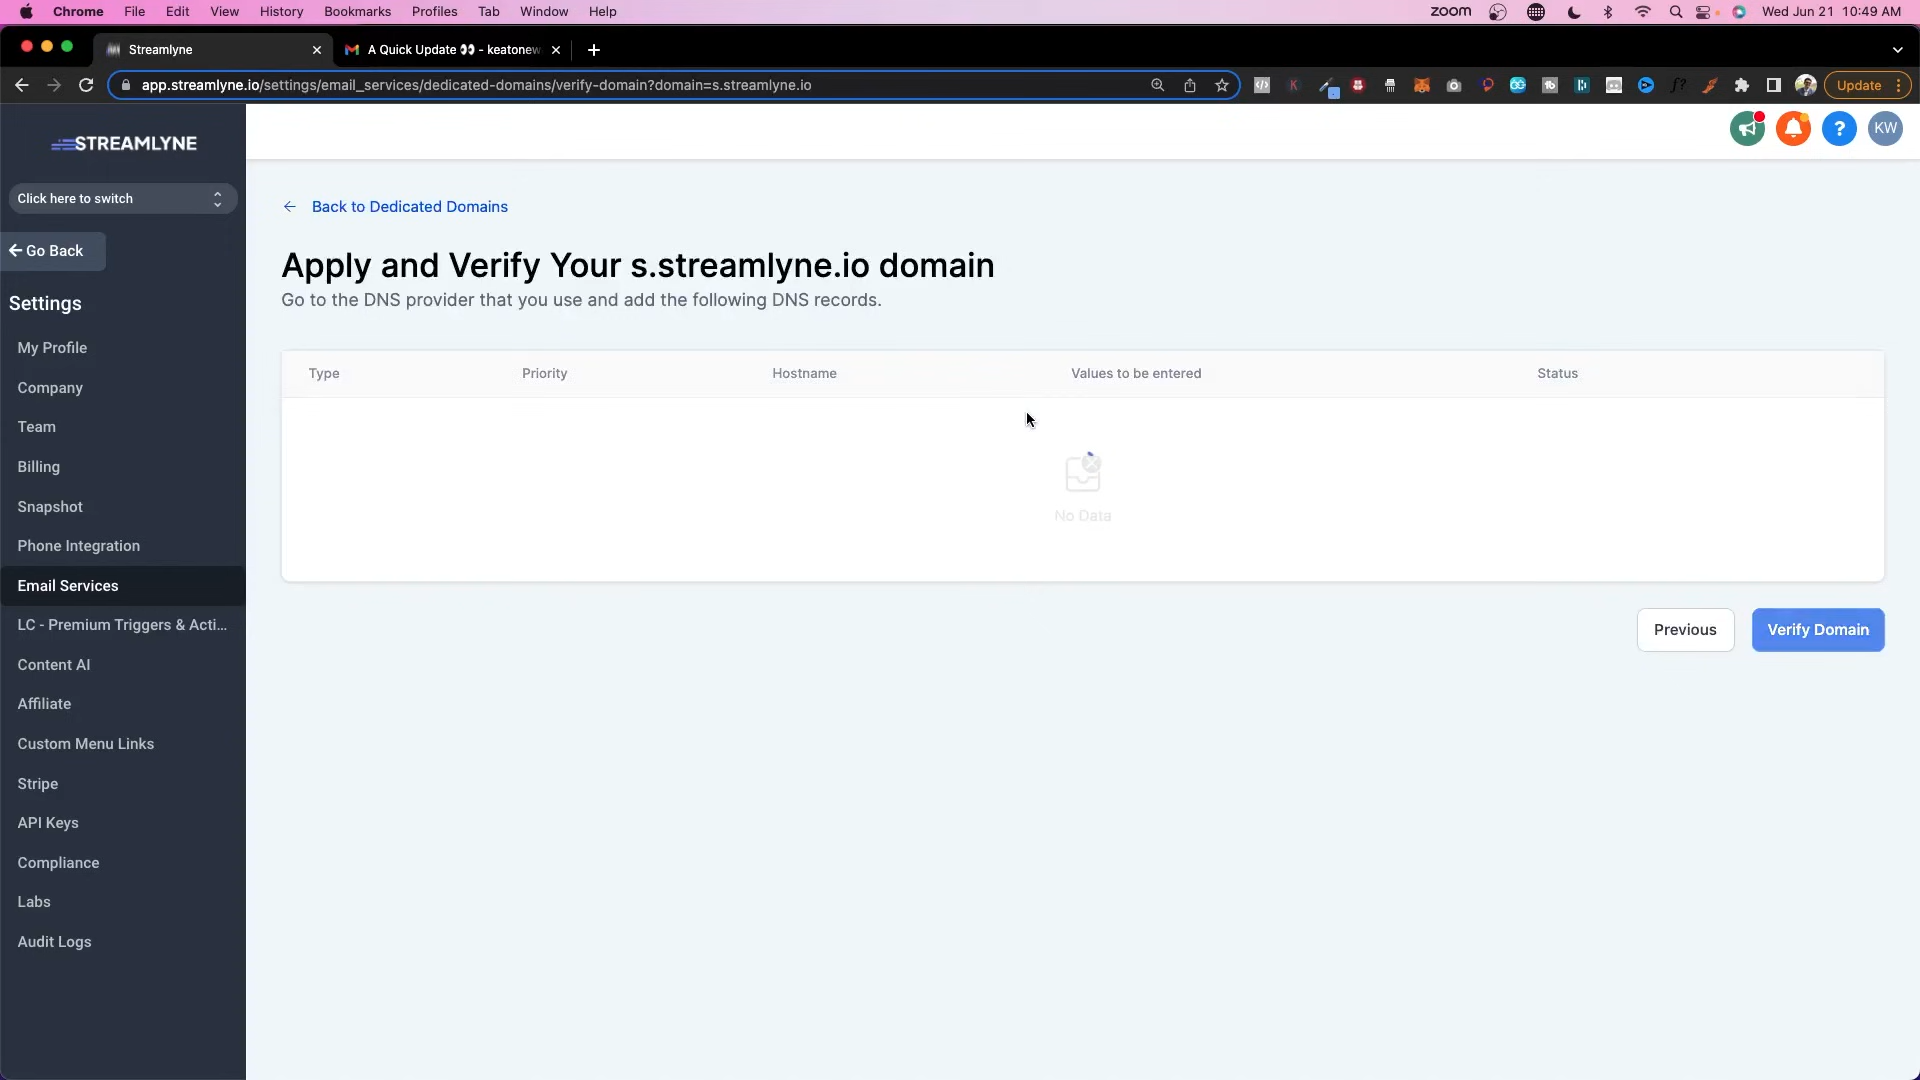 Chrome File Edit View History Bookmarks Profiles Tab Window Help
zoom Wed Jun 21 10:49 AM
Streamlyne
A Quick Update 👀 - keatonew
app.streamlyne.io/settings/email_services/dedicated-domains/verify-domain?domain=s.streamlyne.io
Update
STREAMLYNE
KW
Click here to switch
Go Back
Settings
My Profile
Company
Team
Billing
Snapshot
Phone Integration
Email Services
LC - Premium Triggers & Acti...
Content AI
Affiliate
Custom Menu Links
Stripe
API Keys
Compliance
Labs
Audit Logs
Back to Dedicated Domains
Apply and Verify Your s.streamlyne.io domain
Go to the DNS provider that you use and add the following DNS records.
Type Priority Hostname Values to be entered Status
No Data
Previous Verify Domain